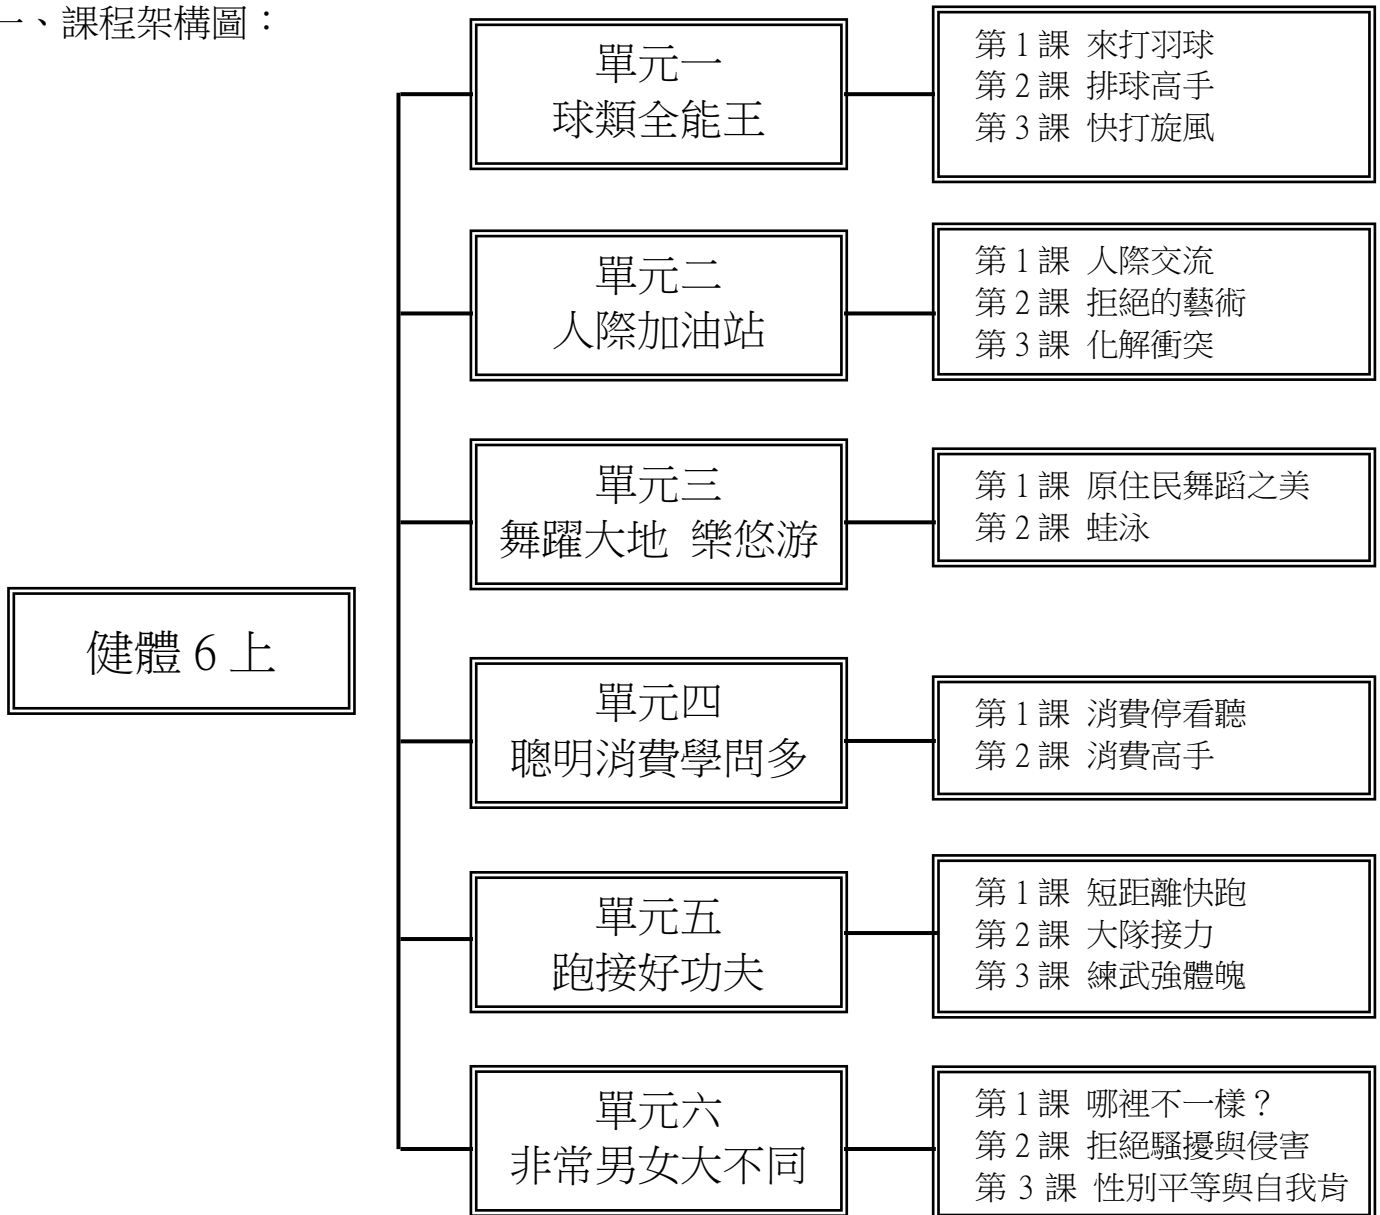 一、課程架構圖：
單元一
球類全能王
第 1 課 來打羽球
第 2 課 排球高手
第 3 課 快打旋風
單元二
人際加油站
第 1 課 人際交流
第 2 課 拒絕的藝術
第 3 課 化解衝突
單元三
舞躍大地 樂悠游
第 1 課 原住民舞蹈之美
第 2 課 蛙泳
健體 6 上
單元四
聰明消費學問多
第 1 課 消費停看聽
第 2 課 消費高手
單元五
跑接好功夫
第 1 課 短距離快跑
第 2 課 大隊接力
第 3 課 練武強體魄
單元六
非常男女大不同
第 1 課 哪裡不一樣？
第 2 課 拒絕騷擾與侵害
第 3 課 性別平等與自我肯